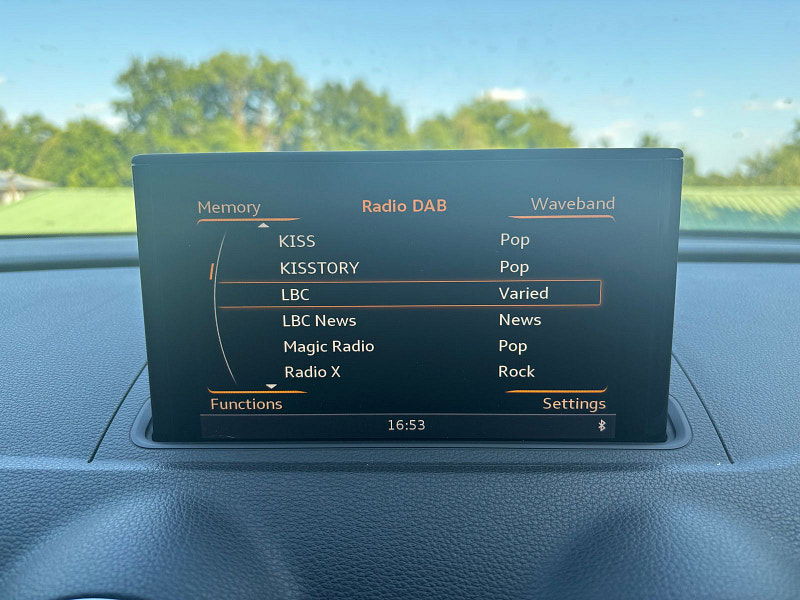 Memory Radio DAB Waveband
KISS Pop
KISSTORY Pop
LBC Varied
LBC News News
Magic Radio Pop
Radio X Rock
Functions Settings
16:53